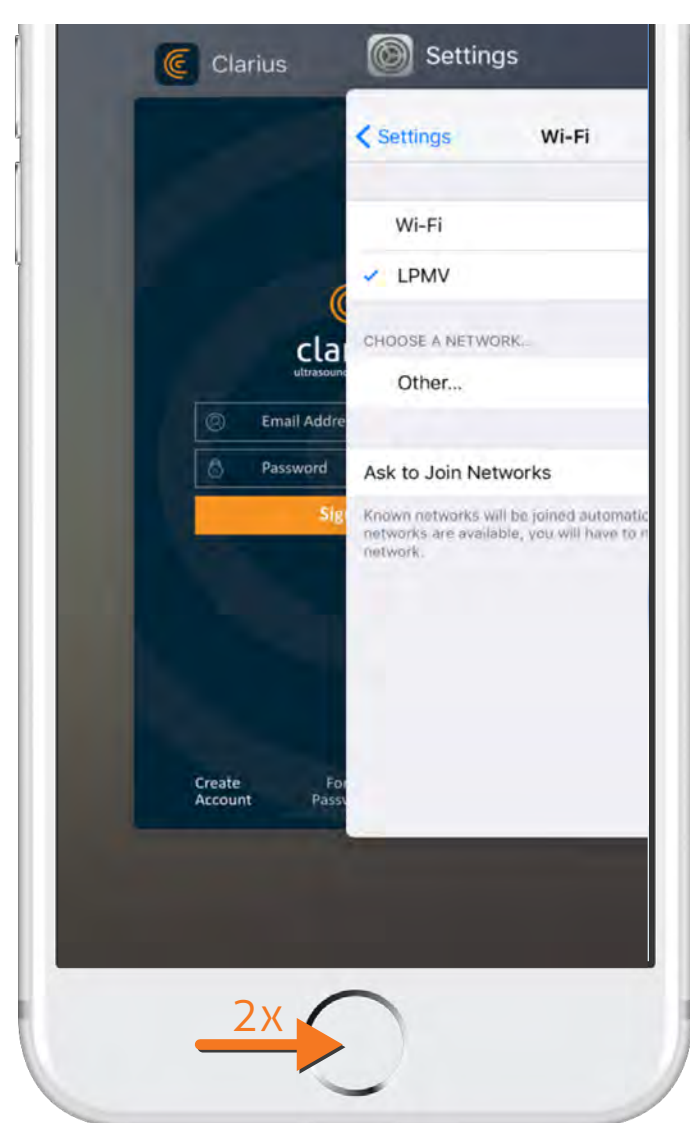 Clarius
Settings
Settings
Wi-Fi
Wi-Fi
LPMV
CHOOSE A NETWORK...
Other...
Ask to Join Networks
Known networks will be joined
networks are available, you will have to
network.
ultrasound
Email
Password
Create
Account
2x